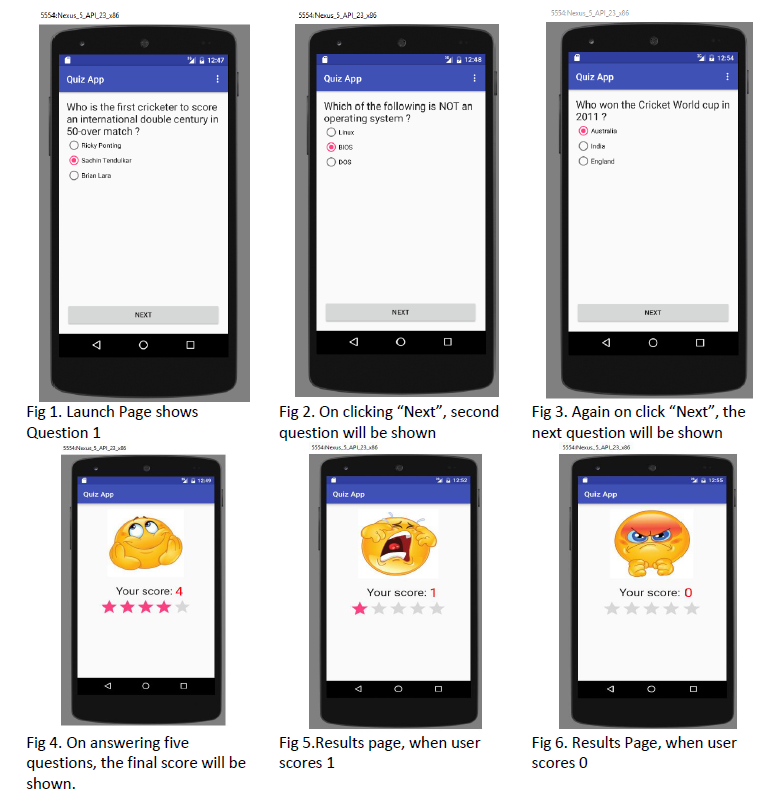 5554:Nexus_5_API_23_x86
12:47
Quiz App
Who is the first cricketer to score
an international double century in
50-over match ?
Ricky Ponting
Sachin Tendulkar
Brian Lara
NEXT
Fig 1. Launch Page shows
Question 1
5554:Nexus_5_API_23_x86
12:48
Quiz App
Which of the following is NOT an
operating system ?
Linux
BIOS
DOS
NEXT
Fig 2. On clicking “Next”, second
question will be shown
5554:Nexus_5_API_23_x86
12:54
Quiz App
Who won the Cricket World cup in
2011 ?
Australia
India
England
NEXT
Fig 3. Again on click “Next”, the
next question will be shown
5554:Nexus_5_API_23_x86
12:49
Quiz App
Your score: 4
Fig 4. On answering five
questions, the final score will be
shown.
5554:Nexus_5_API_23_x86
12:52
Quiz App
Your score: 1
Fig 5.Results page, when user
scores 1
5554:Nexus_5_API_23_x86
12:55
Quiz App
Your score: 0
Fig 6. Results Page, when user
scores 0